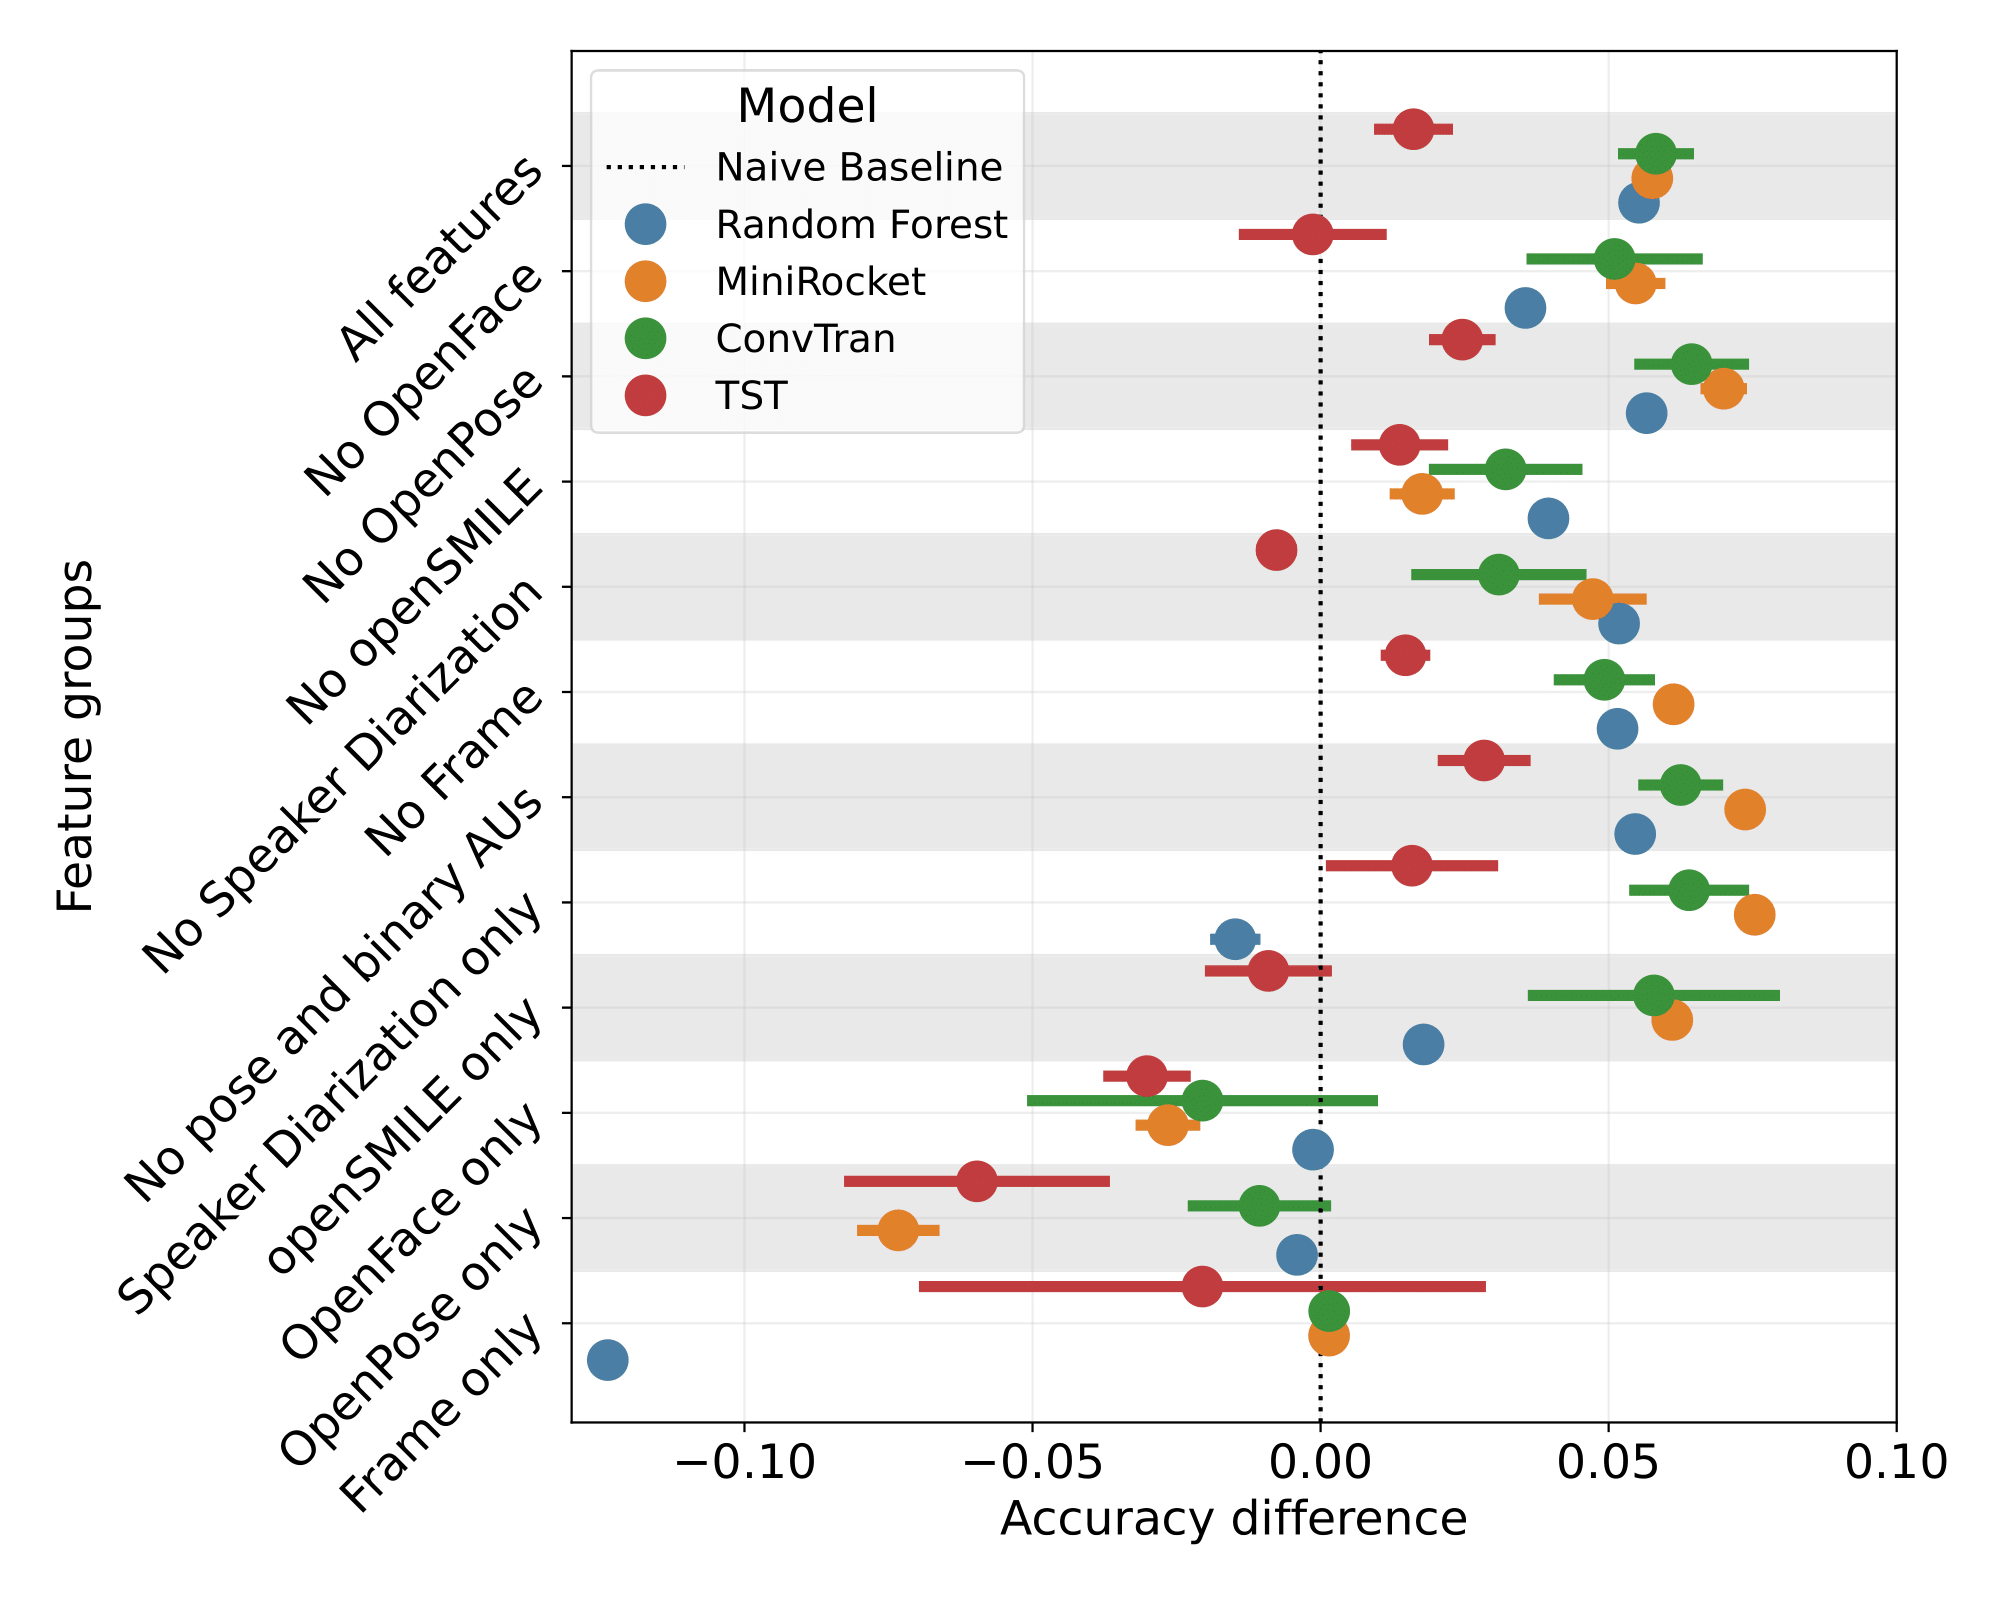 Model
Naive Baseline
Random Forest
MiniRocket
ConvTran
TST
Feature groups
All features
No OpenFace
No OpenPose
No openSMILE
No Speaker Diarization
No Frame
No pose and binary AUs
Speaker Diarization only
openSMILE only
OpenFace only
OpenPose only
Frame only
−0.10
−0.05
0.00
0.05
0.10
Accuracy difference